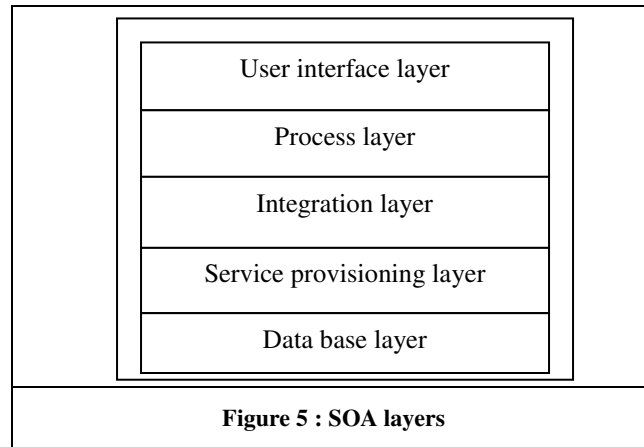 User interface layer
Process layer
Integration layer
Service provisioning layer
Data base layer
Figure 5 : SOA layers